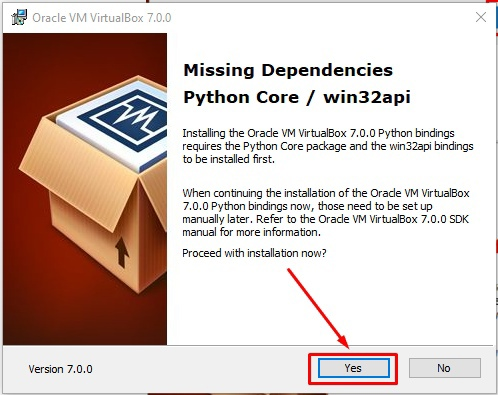 Oracle VM VirtualBox 7.0.0
Missing Dependencies
Python Core / win32api
Installing the Oracle VM VirtualBox 7.0.0 Python bindings
requires the Python Core package and the win32api bindings
to be installed first.
When continuing the installation of the Oracle VM VirtualBox
7.0.0 Python bindings now, those need to be set up
manually later. Refer to the Oracle VM VirtualBox 7.0.0 SDK
manual for more information.
Proceed with installation now?
Version 7.0.0
Yes
No